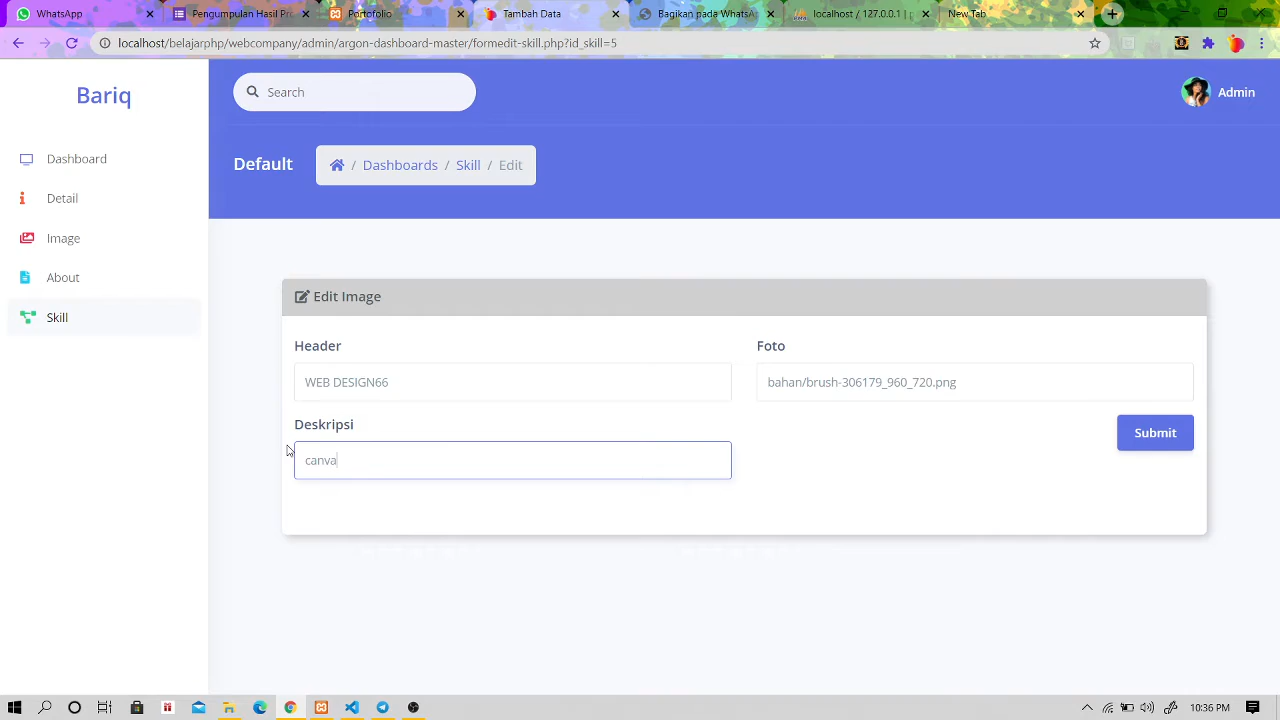 WhatsApp
Pengumpulan Hasil Pro
Portofolio
Tambah Data
Bagikan pada WhatsA
localhost / 127.0.0.1 | p
New Tab
localhost/belajarphp/webcompany/admin/argon-dashboard-master/formedit-skill.php?id_skill=5
Bariq
Search
Admin
Default
/ Dashboards / Skill / Edit
Dashboard
Detail
Image
About
Skill
Edit Image
Header
Foto
WEB DESIGN66
bahan/brush-306179_960_720.png
Deskripsi
Submit
canva
10:36 PM